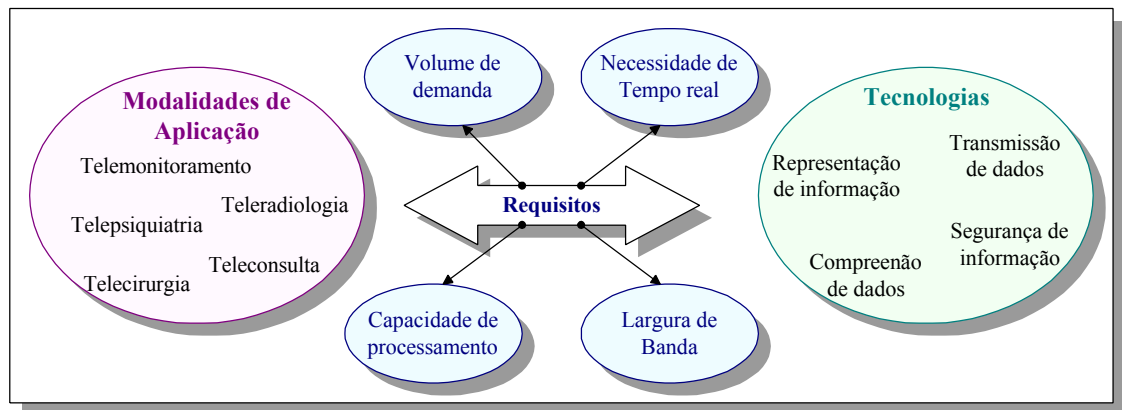 Modalidades de
Aplicação
Telemonitoramento
Teleradiologia
Telepsiquiatria
Teleconsulta
Telecirurgia
Volume de
demanda
Necessidade de
Tempo real
Requisitos
Capacidade de
processamento
Largura de
Banda
Tecnologias
Transmissão
de dados
Representação
de informação
Segurança de
informação
Compreenão
de dados